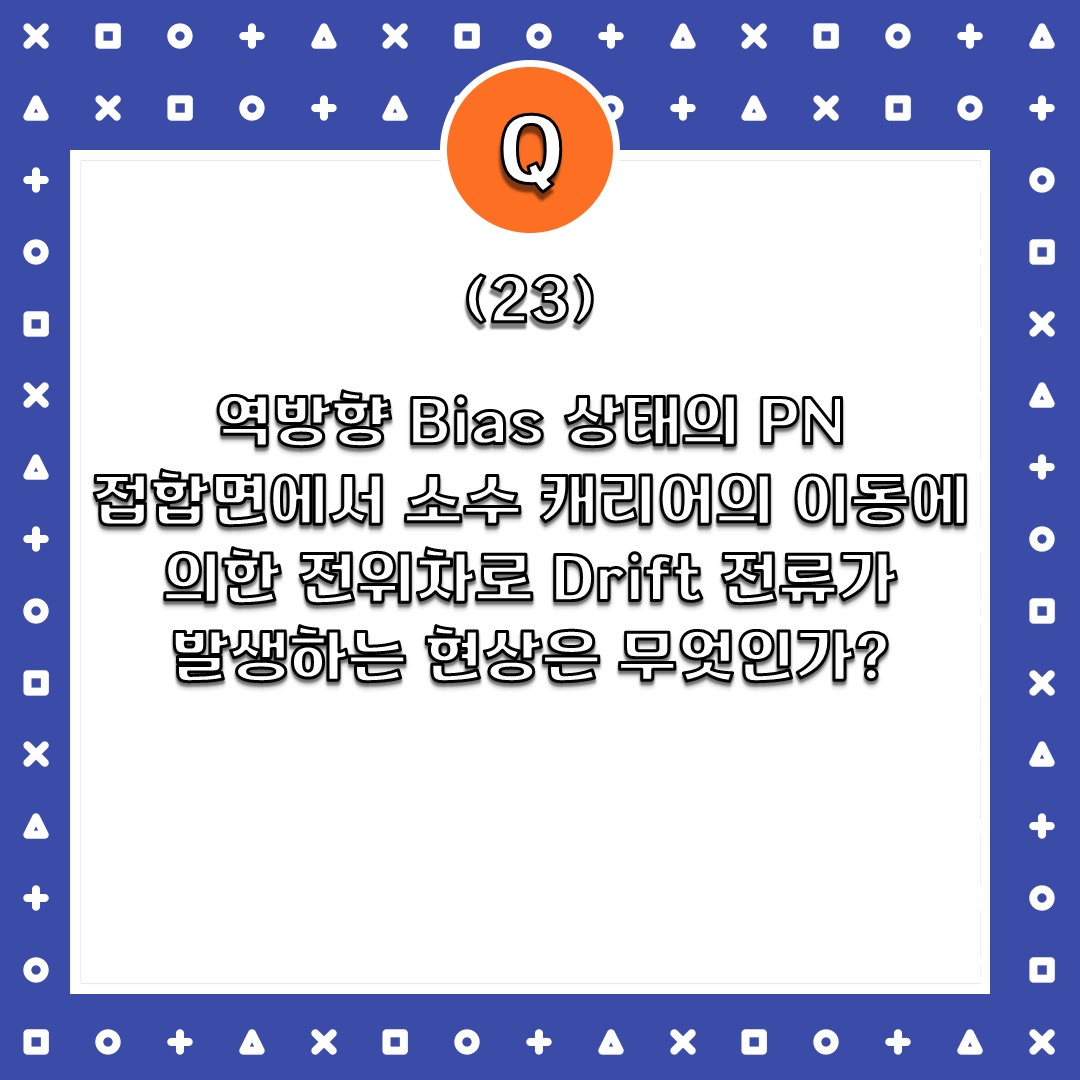 Q
(23)
역방향 Bias 상태의 PN
접합면에서 소수 캐리어의 이동에
의한 전위차로 Drift 전류가
발생하는 현상은 무엇인가?